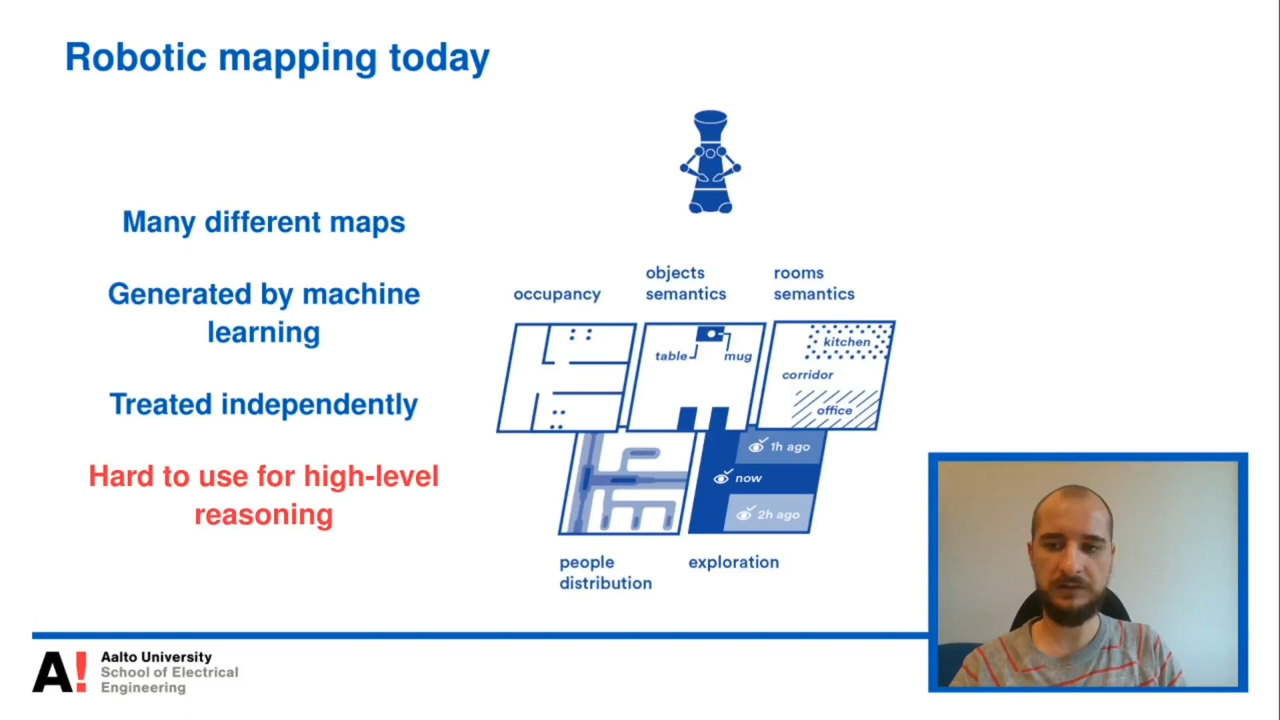 Robotic mapping today
Many different maps
Generated by machine
learning
Treated independently
Hard to use for high-level
reasoning
occupancy
objects
semantics
rooms
semantics
table
mug
kitchen
corridor
office
1h ago
now
2h ago
people
distribution
exploration
A!
Aalto University
School of Electrical
Engineering